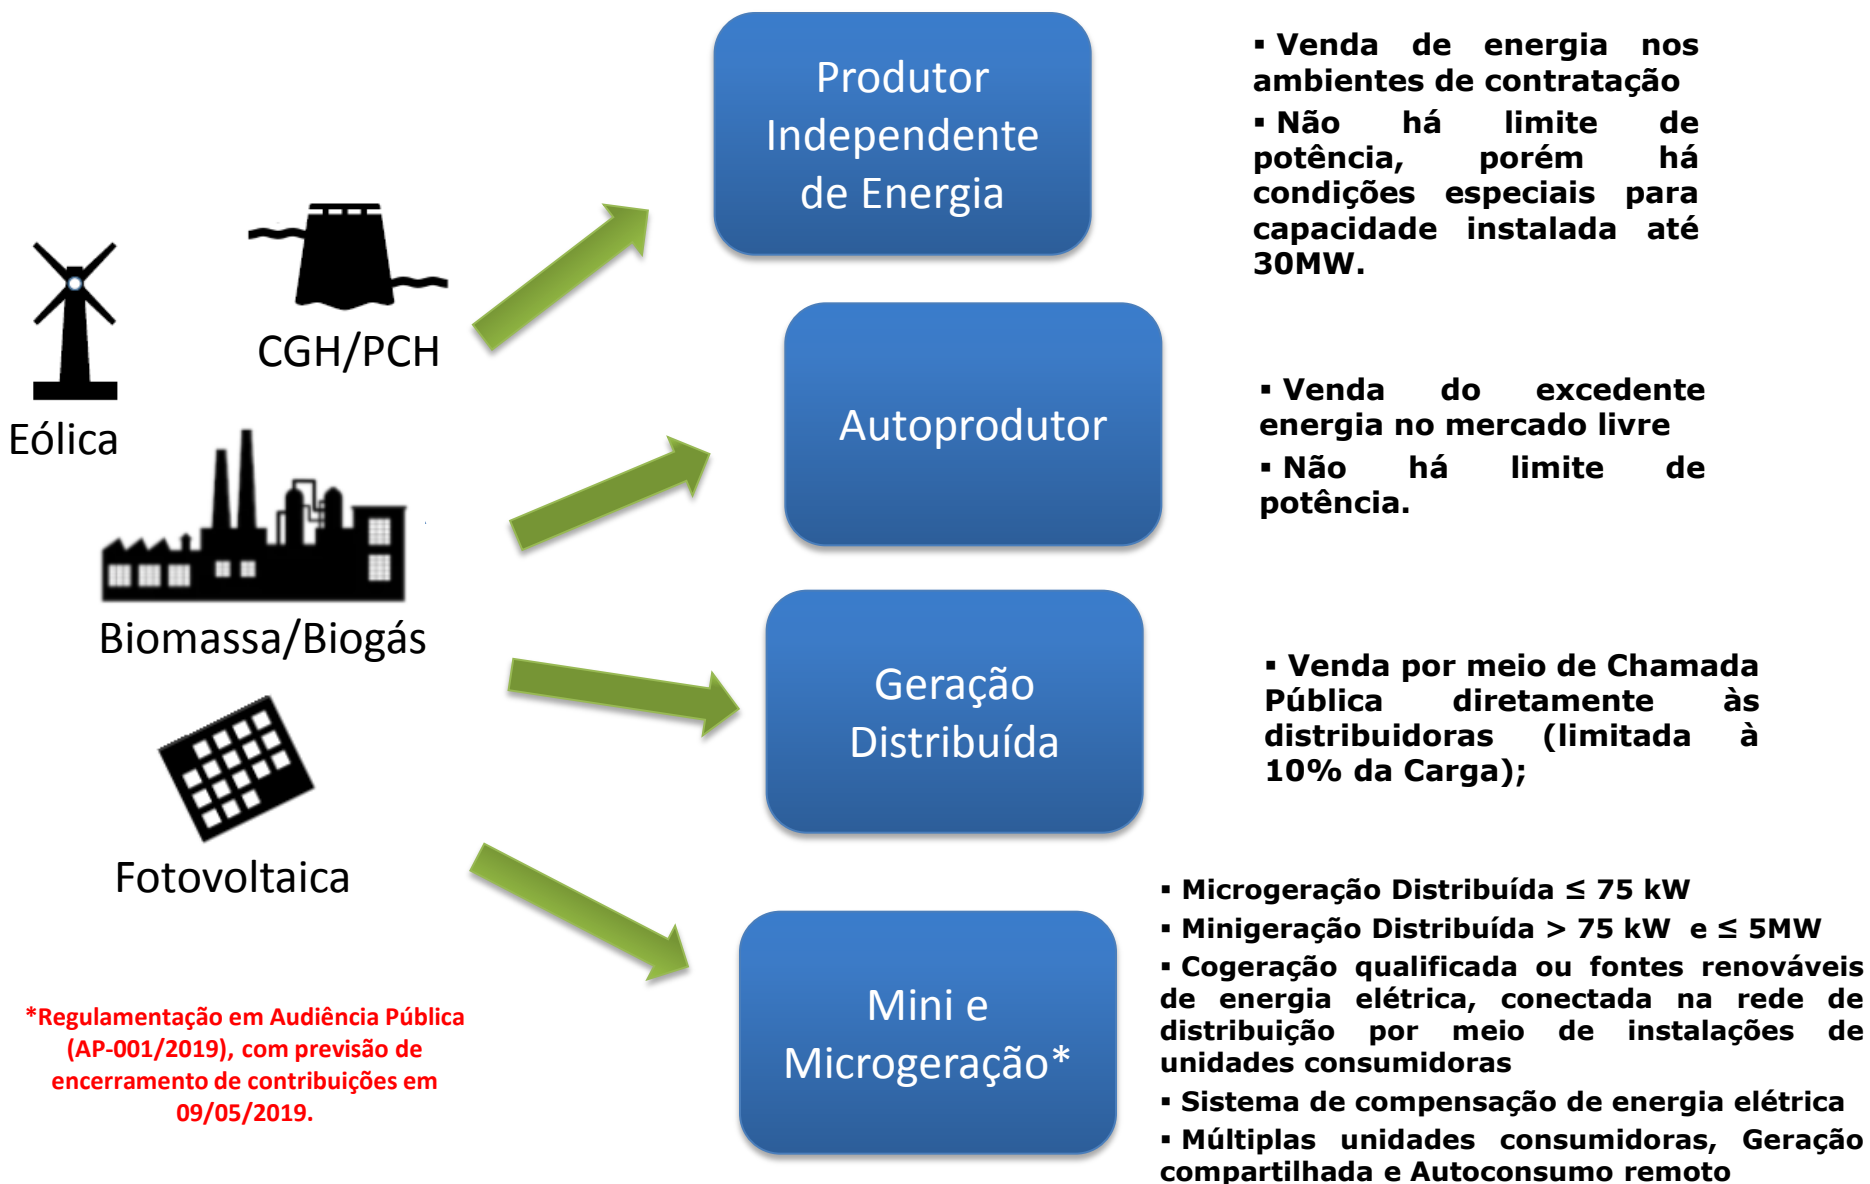 Eólica
CGH/PCH
Biomassa/Biogás
Fotovoltaica
*Regulamentação em Audiência Pública
(AP-001/2019), com previsão de
encerramento de contribuições em
09/05/2019.
Produtor
Independente
de Energia
▪ Venda de energia nos
ambientes de contratação
▪ Não há limite de
potência, porém há
condições especiais para
capacidade instalada até
30MW.
Autoprodutor
▪ Venda do excedente
energia no mercado livre
▪ Não há limite de
potência.
Geração
Distribuída
▪ Venda por meio de Chamada
Pública diretamente às
distribuidoras (limitada à
10% da Carga);
Mini e
Microgeração*
▪ Microgeração Distribuída ≤ 75 kW
▪ Minigeração Distribuída > 75 kW e ≤ 5MW
▪ Cogeração qualificada ou fontes renováveis
de energia elétrica, conectada na rede de
distribuição por meio de instalações de
unidades consumidoras
▪ Sistema de compensação de energia elétrica
▪ Múltiplas unidades consumidoras, Geração
compartilhada e Autoconsumo remoto